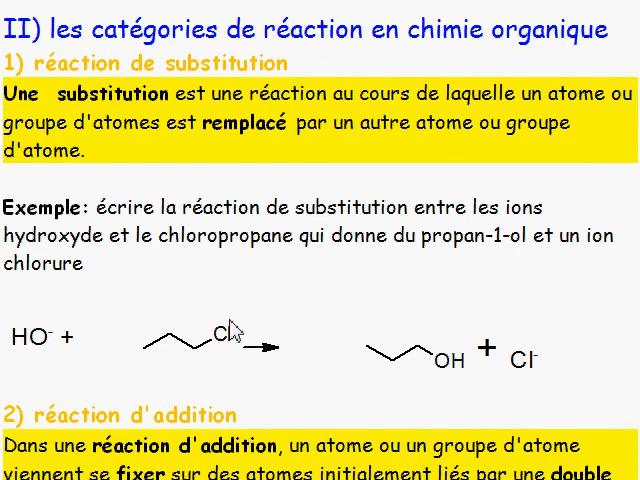 II) les catégories de réaction en chimie organique
1) réaction de substitution
Une substitution est une réaction au cours de laquelle un atome ou
groupe d'atomes est remplacé par un autre atome ou groupe
d'atome.
Exemple: écrire la réaction de substitution entre les ions
hydroxyde et le chloropropane qui donne du propan-1-ol et un ion
chlorure
HO⁻ + Cl OH + Cl⁻
2) réaction d'addition
Dans une réaction d'addition, un atome ou un groupe d'atome
viennent se fixer sur des atomes initialement liés par une double